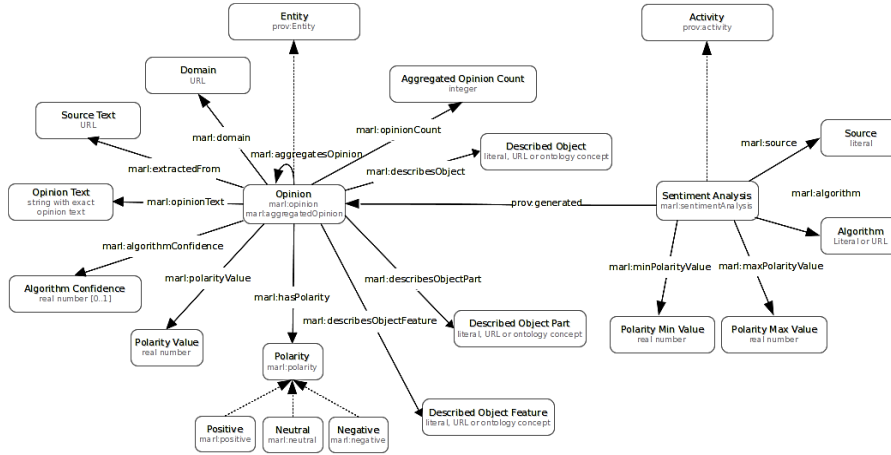 Entity
prov:Entity
Activity
prov:activity
Domain
URL
Aggregated Opinion Count
integer
Source Text
URL
marl:domain
marl:opinionCount
Source
literal
marl:source
Described Object
literal, URL or ontology concept
marl:aggregatesOpinion
marl:extractedFrom
marl:describesObject
Opinion Text
string with exact
opinion text
marl:opinionText
Opinion
marl:opinion
marl:aggregatedOpinion
prov:generated
Sentiment Analysis
marl:sentimentAnalysis
marl:algorithm
Algorithm
Literal or URL
marl:algorithmConfidence
marl:polarityValue
marl:describesObjectPart
marl:minPolarityValue
marl:maxPolarityValue
Algorithm Confidence
real number [0..1]
marl:hasPolarity
marl:describesObjectFeature
Polarity Value
real number
Described Object Part
literal, URL or ontology concept
Polarity Min Value
real number
Polarity Max Value
real number
Polarity
marl:polarity
Described Object Feature
literal, URL or ontology concept
Positive
marl:positive
Neutral
marl:neutral
Negative
marl:negative